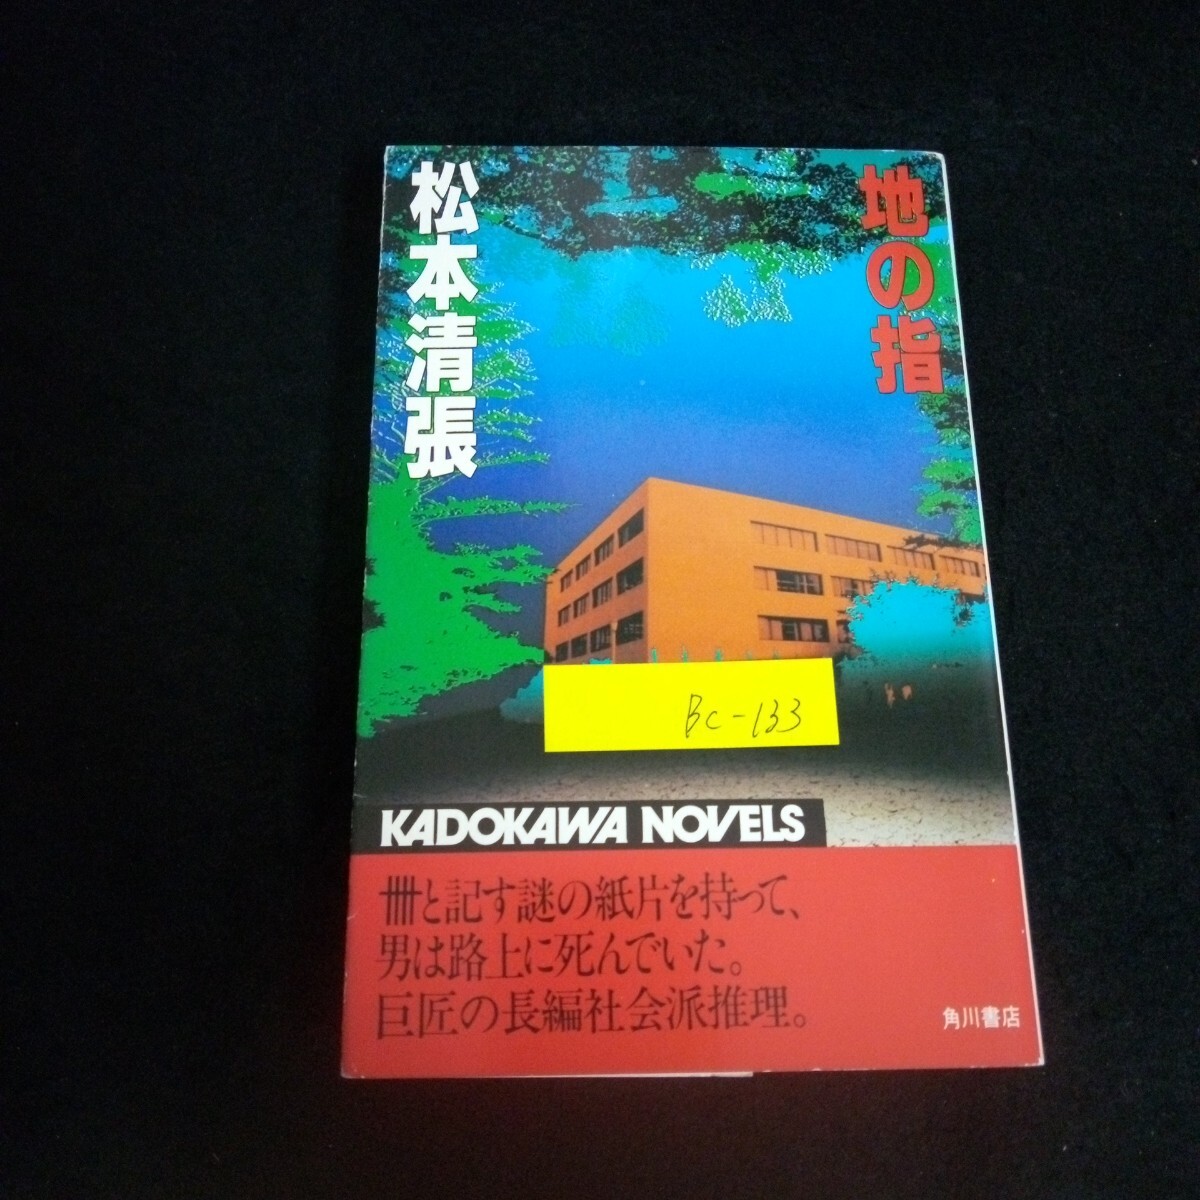 地の指
松本清張
Bc-133
KADOKAWA NOVELS
卌と記す謎の紙片を持って、
男は路上に死んでいた。
巨匠の長編社会派推理。
角川書店